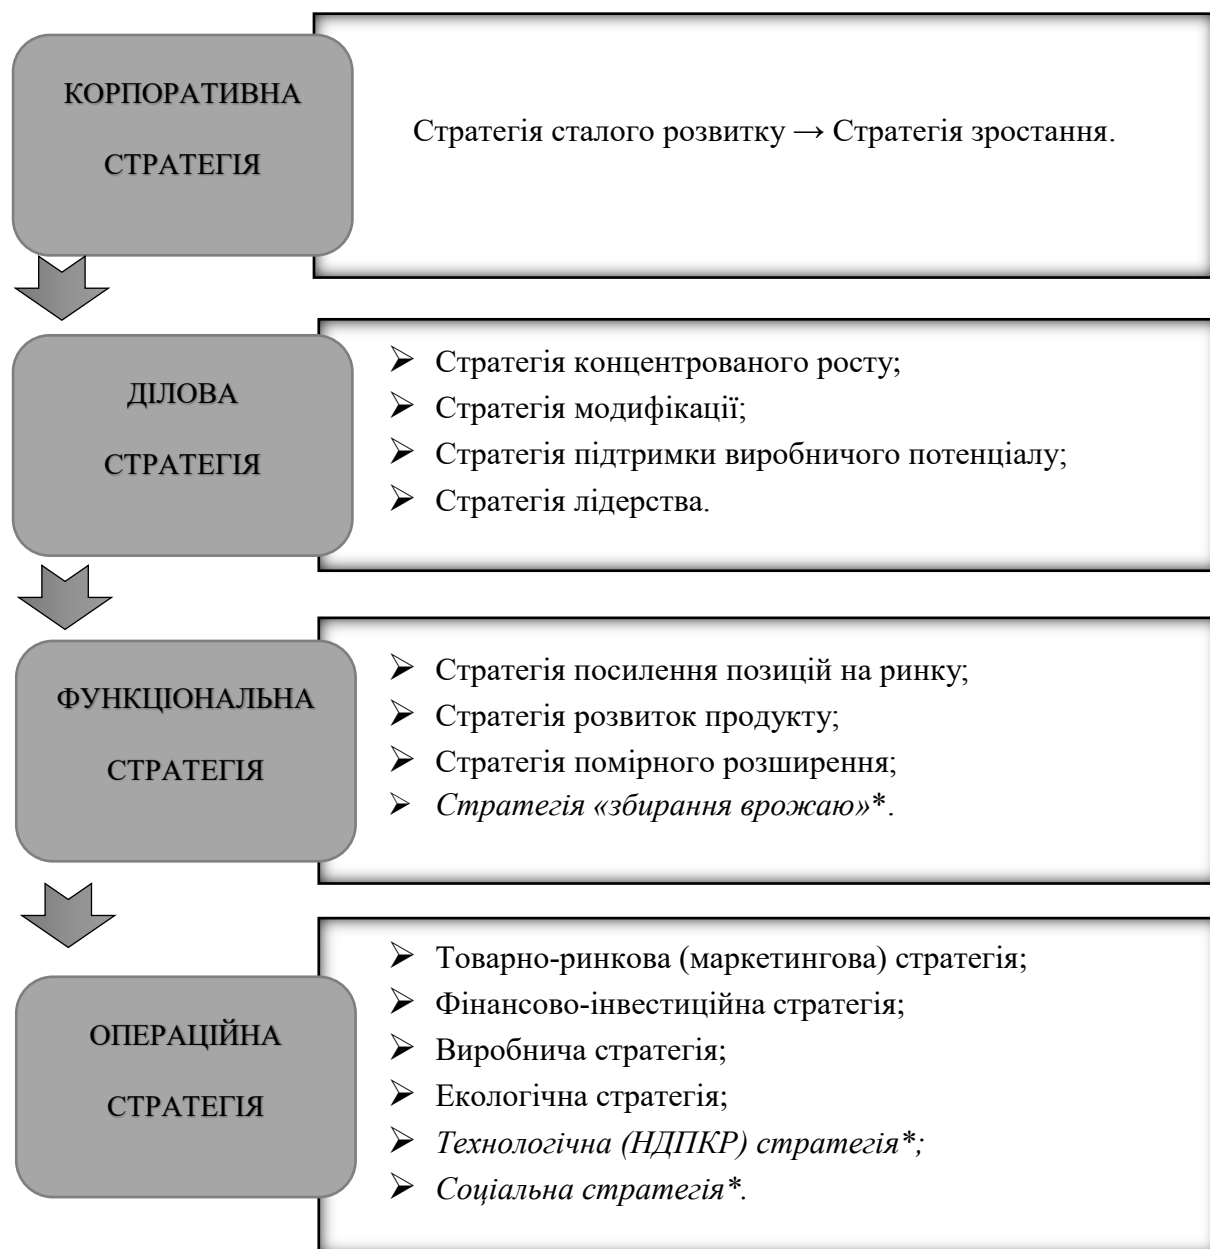 КОРПОРАТИВНА
СТРАТЕГІЯ
Стратегія сталого розвитку → Стратегія зростання.
ДІЛОВА
СТРАТЕГІЯ
➢ Стратегія концентрованого росту;
➢ Стратегія модифікації;
➢ Стратегія підтримки виробничого потенціалу;
➢ Стратегія лідерства.
ФУНКЦІОНАЛЬНА
СТРАТЕГІЯ
➢ Стратегія посилення позицій на ринку;
➢ Стратегія розвиток продукту;
➢ Стратегія помірного розширення;
➢ Стратегія «збирання врожаю»*.
ОПЕРАЦІЙНА
СТРАТЕГІЯ
➢ Товарно-ринкова (маркетингова) стратегія;
➢ Фінансово-інвестиційна стратегія;
➢ Виробнича стратегія;
➢ Екологічна стратегія;
➢ Технологічна (НДПКР) стратегія*;
➢ Соціальна стратегія*.